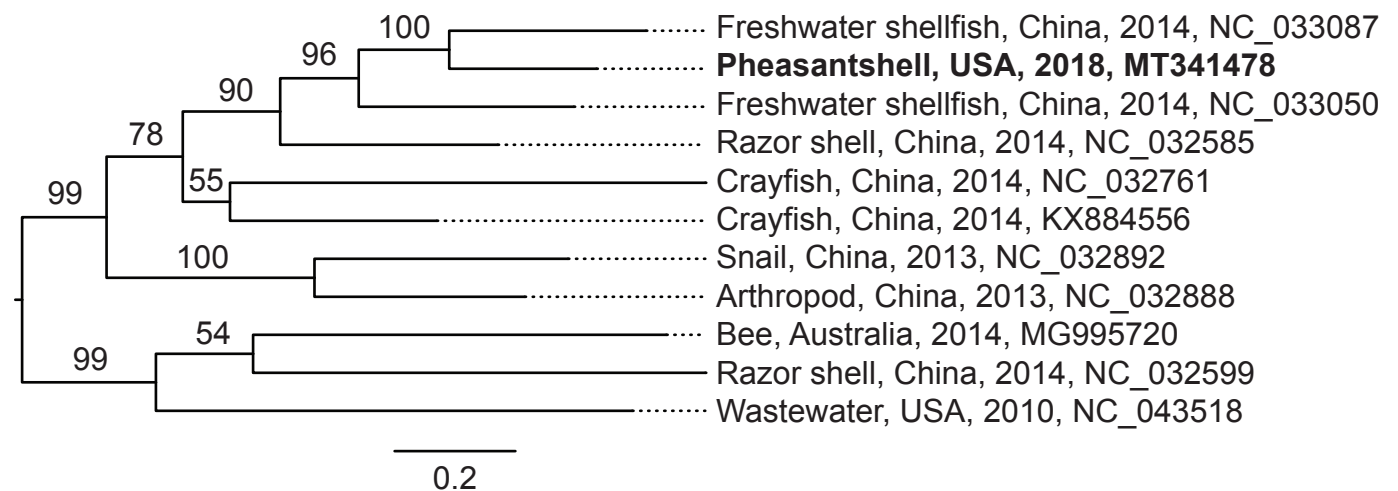 100 Freshwater shellfish, China, 2014, NC_033087
96 Pheasantshell, USA, 2018, MT341478
90 Freshwater shellfish, China, 2014, NC_033050
78 Razor shell, China, 2014, NC_032585
55 Crayfish, China, 2014, NC_032761
99 Crayfish, China, 2014, KX884556
100 Snail, China, 2013, NC_032892
Arthropod, China, 2013, NC_032888
54 Bee, Australia, 2014, MG995720
99 Razor shell, China, 2014, NC_032599
Wastewater, USA, 2010, NC_043518
0.2